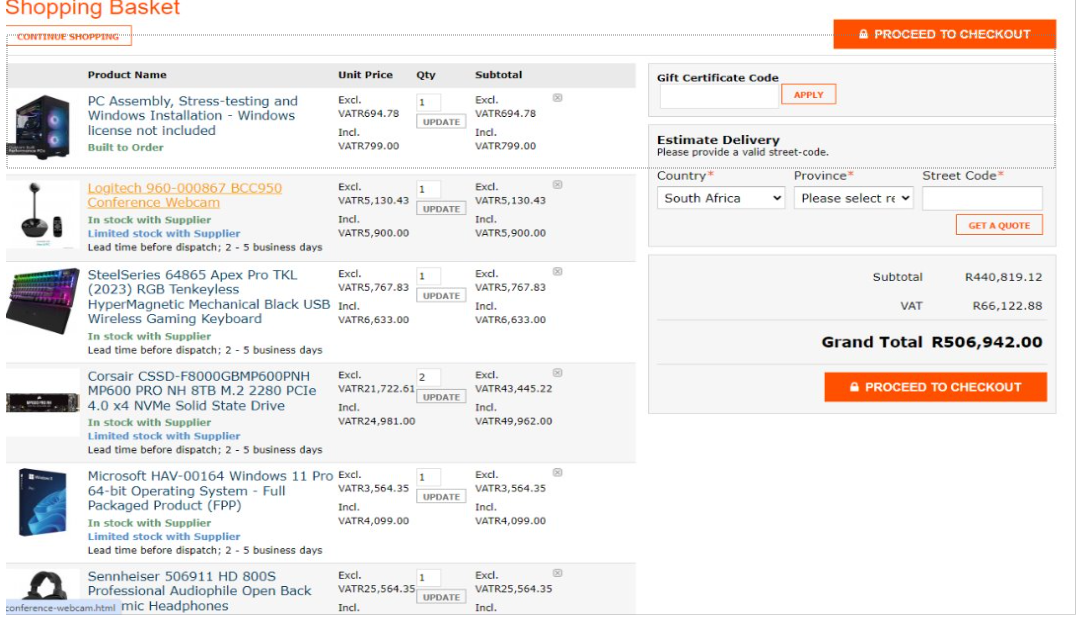 Shopping Basket
CONTINUE SHOPPING
PROCEED TO CHECKOUT
Product Name Unit Price Qty Subtotal
PC Assembly, Stress-testing and
Windows Installation - Windows
license not included
Built to Order
Excl.
VATR694.78
Incl.
VATR799.00
1
UPDATE
Excl.
VATR694.78
Incl.
VATR799.00
Logitech 960-000867 BCC950
Conference Webcam
In stock with Supplier
Limited stock with Supplier
Lead time before dispatch; 2 - 5 business days
Excl.
VATR5,130.43
Incl.
VATR5,900.00
1
UPDATE
Excl.
VATR5,130.43
Incl.
VATR5,900.00
SteelSeries 64865 Apex Pro TKL
(2023) RGB Tenkeyless
HyperMagnetic Mechanical Black USB
Wireless Gaming Keyboard
In stock with Supplier
Lead time before dispatch; 2 - 5 business days
Excl.
VATR5,767.83
Incl.
VATR6,633.00
1
UPDATE
Excl.
VATR5,767.83
Incl.
VATR6,633.00
Corsair CSSD-F8000GBMP600PNH
MP600 PRO NH 8TB M.2 2280 PCIe
4.0 x4 NVMe Solid State Drive
In stock with Supplier
Limited stock with Supplier
Lead time before dispatch; 2 - 5 business days
Excl.
VATR21,722.61
Incl.
VATR24,981.00
2
UPDATE
Excl.
VATR43,445.22
Incl.
VATR49,962.00
Microsoft HAV-00164 Windows 11 Pro
64-bit Operating System - Full
Packaged Product (FPP)
In stock with Supplier
Limited stock with Supplier
Lead time before dispatch; 2 - 5 business days
Excl.
VATR3,564.35
Incl.
VATR4,099.00
1
UPDATE
Excl.
VATR3,564.35
Incl.
VATR4,099.00
Sennheiser 506911 HD 800S
Professional Audiophile Open Back
mic Headphones
Excl.
VATR25,564.35
Incl.
1
UPDATE
Excl.
VATR25,564.35
Incl.
conference-webcam.html
Gift Certificate Code
APPLY
Estimate Delivery
Please provide a valid street-code.
Country* Province* Street Code*
South Africa Please select re
GET A QUOTE
Subtotal R440,819.12
VAT R66,122.88
Grand Total R506,942.00
PROCEED TO CHECKOUT